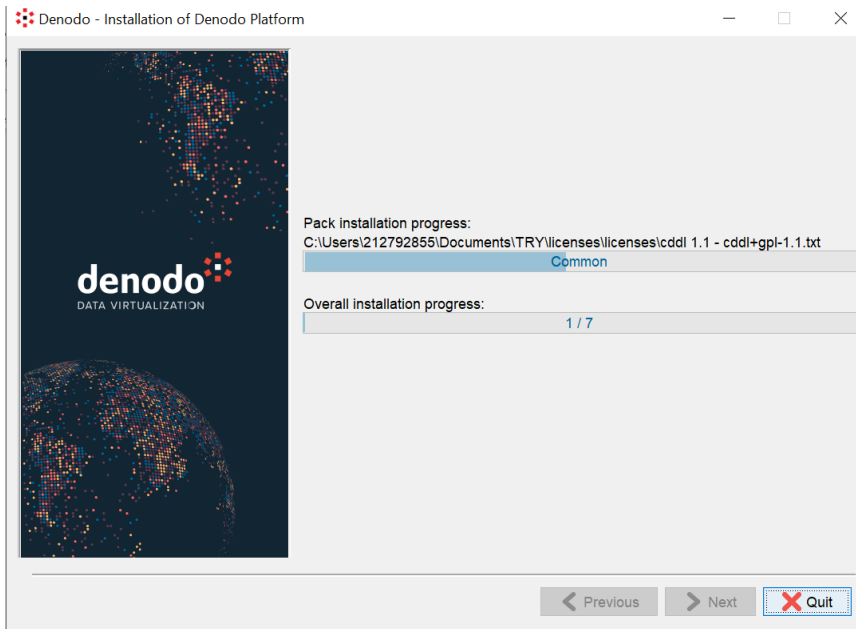 Denodo - Installation of Denodo Platform
denodo
DATA VIRTUALIZATION
Pack installation progress:
C:\Users\212792855\Documents\TRY\licenses\licenses\cddl 1.1 - cddl+gpl-1.1.txt
Common
Overall installation progress:
1 / 7
Previous
Next
Quit